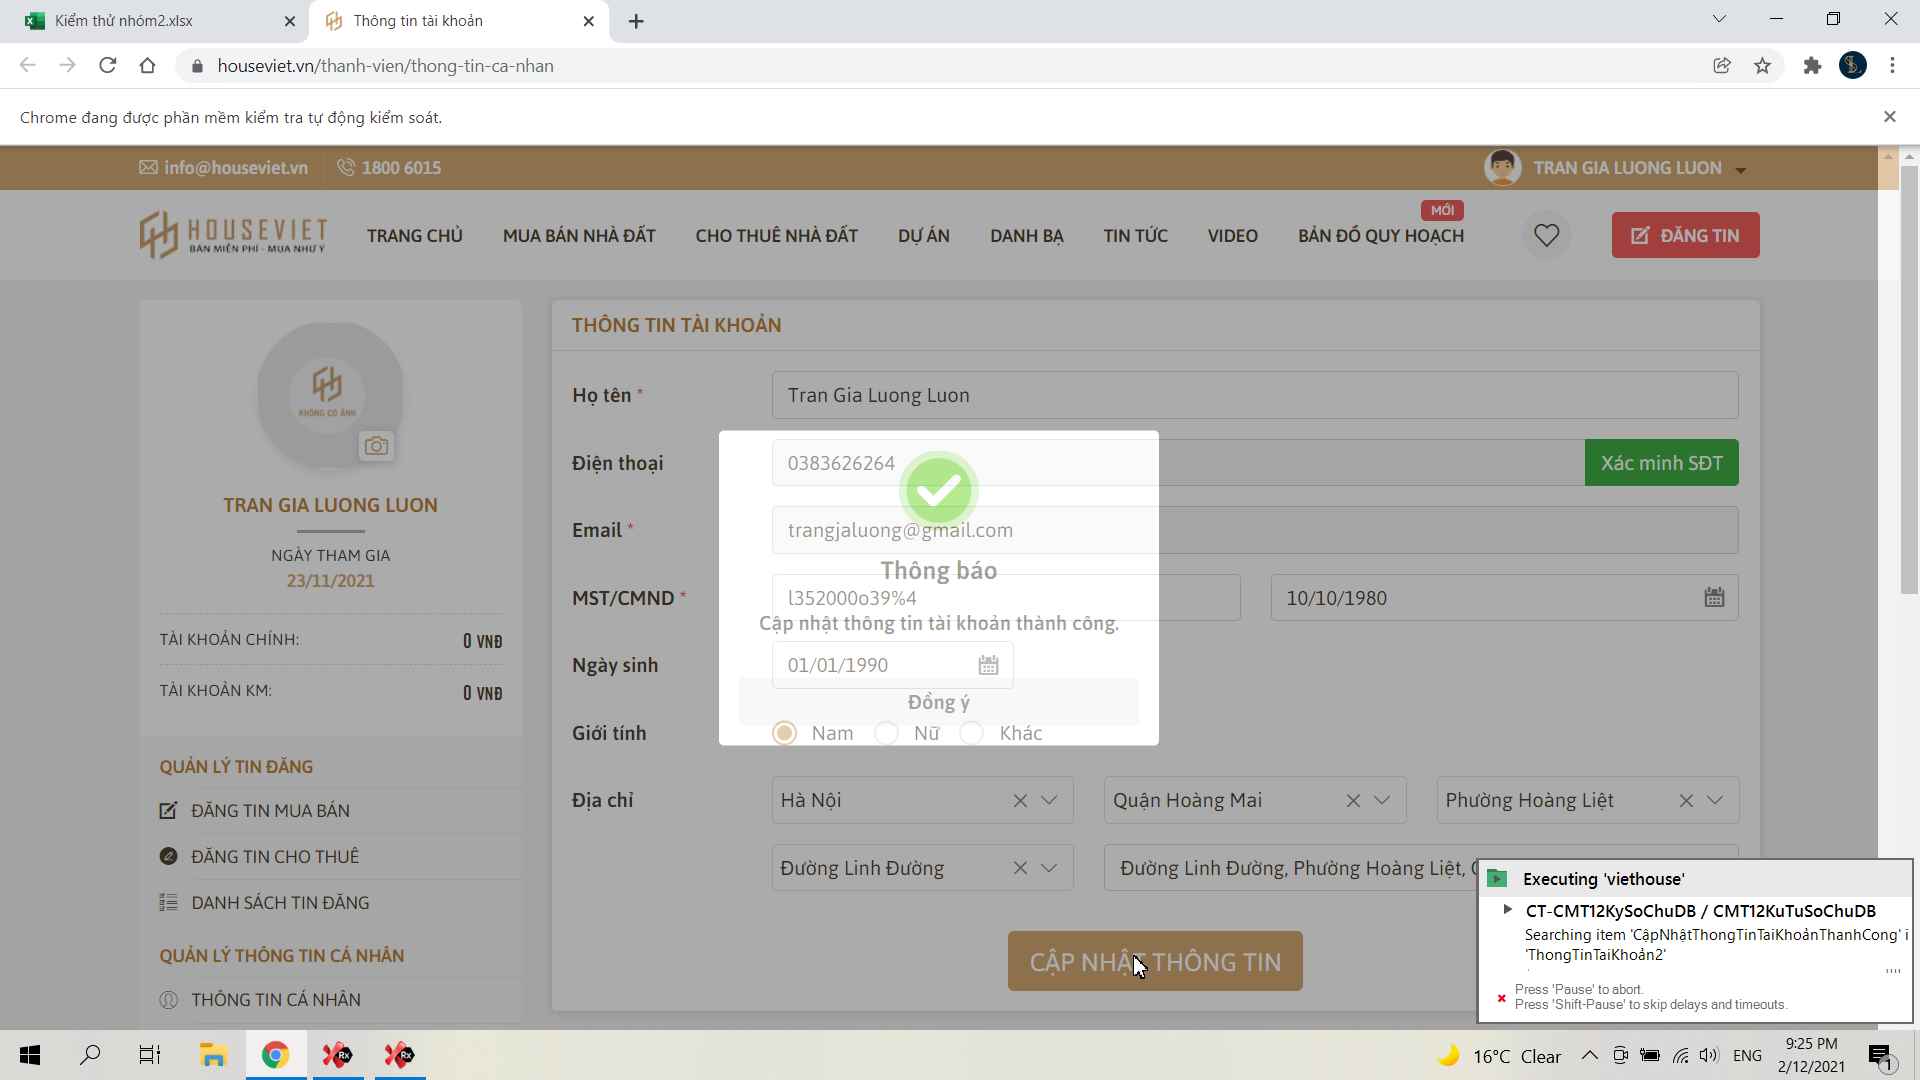 Kiểm thử nhóm2.xlsx
Thông tin tài khoản
houseviet.vn/thanh-vien/thong-tin-ca-nhan
Chrome đang được phần mềm kiểm tra tự động kiểm soát.
info@houseviet.vn
1800 6015
TRAN GIA LUONG LUON
HOUSEVIET
BÁN MIỄN PHÍ - MUA NHƯ Ý
TRANG CHỦ
MUA BÁN NHÀ ĐẤT
CHO THUÊ NHÀ ĐẤT
DỰ ÁN
DANH BẠ
TIN TỨC
VIDEO
MỚI
BẢN ĐỒ QUY HOẠCH
ĐĂNG TIN
KHÔNG CÓ ẢNH
TRAN GIA LUONG LUON
NGÀY THAM GIA
23/11/2021
TÀI KHOẢN CHÍNH: 0 VNĐ
TÀI KHOẢN KM: 0 VNĐ
QUẢN LÝ TIN ĐĂNG
ĐĂNG TIN MUA BÁN
ĐĂNG TIN CHO THUÊ
DANH SÁCH TIN ĐĂNG
QUẢN LÝ THÔNG TIN CÁ NHÂN
THÔNG TIN CÁ NHÂN
THÔNG TIN TÀI KHOẢN
Họ tên * Tran Gia Luong Luon
Điện thoại 0383626264 Xác minh SĐT
Email * trangjaluong@gmail.com
Thông báo
MST/CMND * l352000o39%4 10/10/1980
Cập nhật thông tin tài khoản thành công.
Ngày sinh 01/01/1990
Đồng ý
Giới tính Nam Nữ Khác
Địa chỉ Hà Nội Quận Hoàng Mai Phường Hoàng Liệt
Đường Linh Đường Đường Linh Đường, Phường Hoàng Liệt,
CẬP NHẬT THÔNG TIN
Executing 'viethouse'
CT-CMT12KySoChuDB / CMT12KuTuSoChuDB
Searching item 'CậpNhậtThongTinTaiKhoảnThanhCong' i
'ThongTinTaiKhoản2'
Press 'Pause' to abort.
Press 'Shift-Pause' to skip delays and timeouts.
Rx
Rx
16°C Clear
ENG
9:25 PM
2/12/2021
1